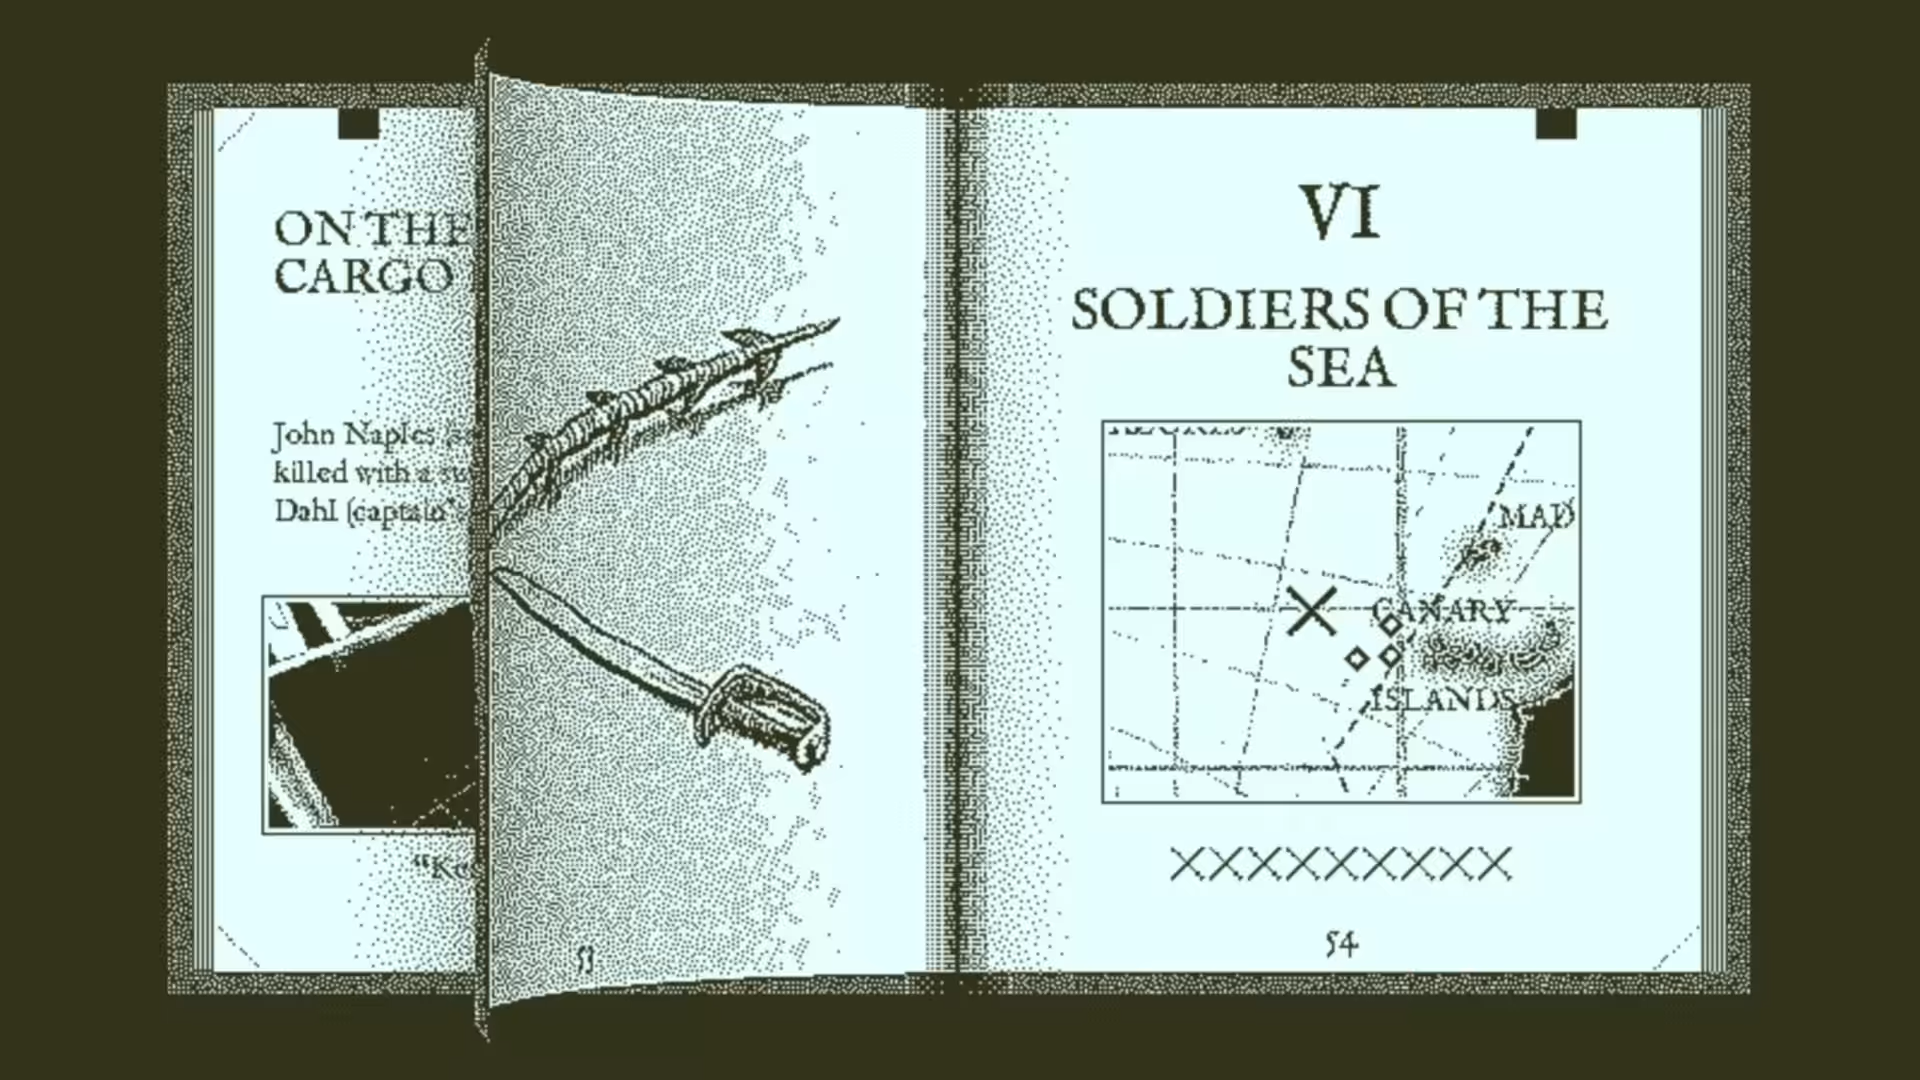 ON THE
CARGO
John Naples
killed with a
Dahl (captain's
53
VI
SOLDIERS OF THE
SEA
MAD
CANARY
ISLANDS
XXXXXXXXX
54